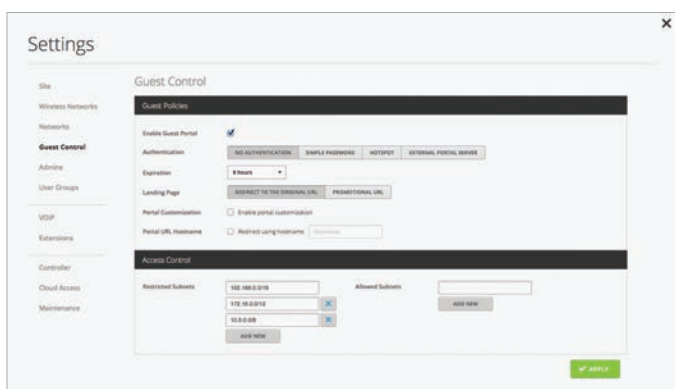 Settings
Guest Control
Site
Wireless Networks
Networks
Guest Control
Admins
User Groups
VOIP
Extensions
Controller
Cloud Access
Maintenance
Guest Policies
Enable Guest Portal
Authentication NO AUTHENTICATION SIMPLE PASSWORD HOTSPOT EXTERNAL PORTAL SERVER
Expiration 8 hours
Landing Page REDIRECT TO THE ORIGINAL URL PROMOTIONAL URL
Portal Customization Enable portal customization
Portal URL Hostname Redirect using hostname
Access Control
Restricted Subnets 192.168.0.0/16 Allowed Subnets
172.16.0.0/12 ADD NEW
10.0.0.0/8
ADD NEW
APPLY